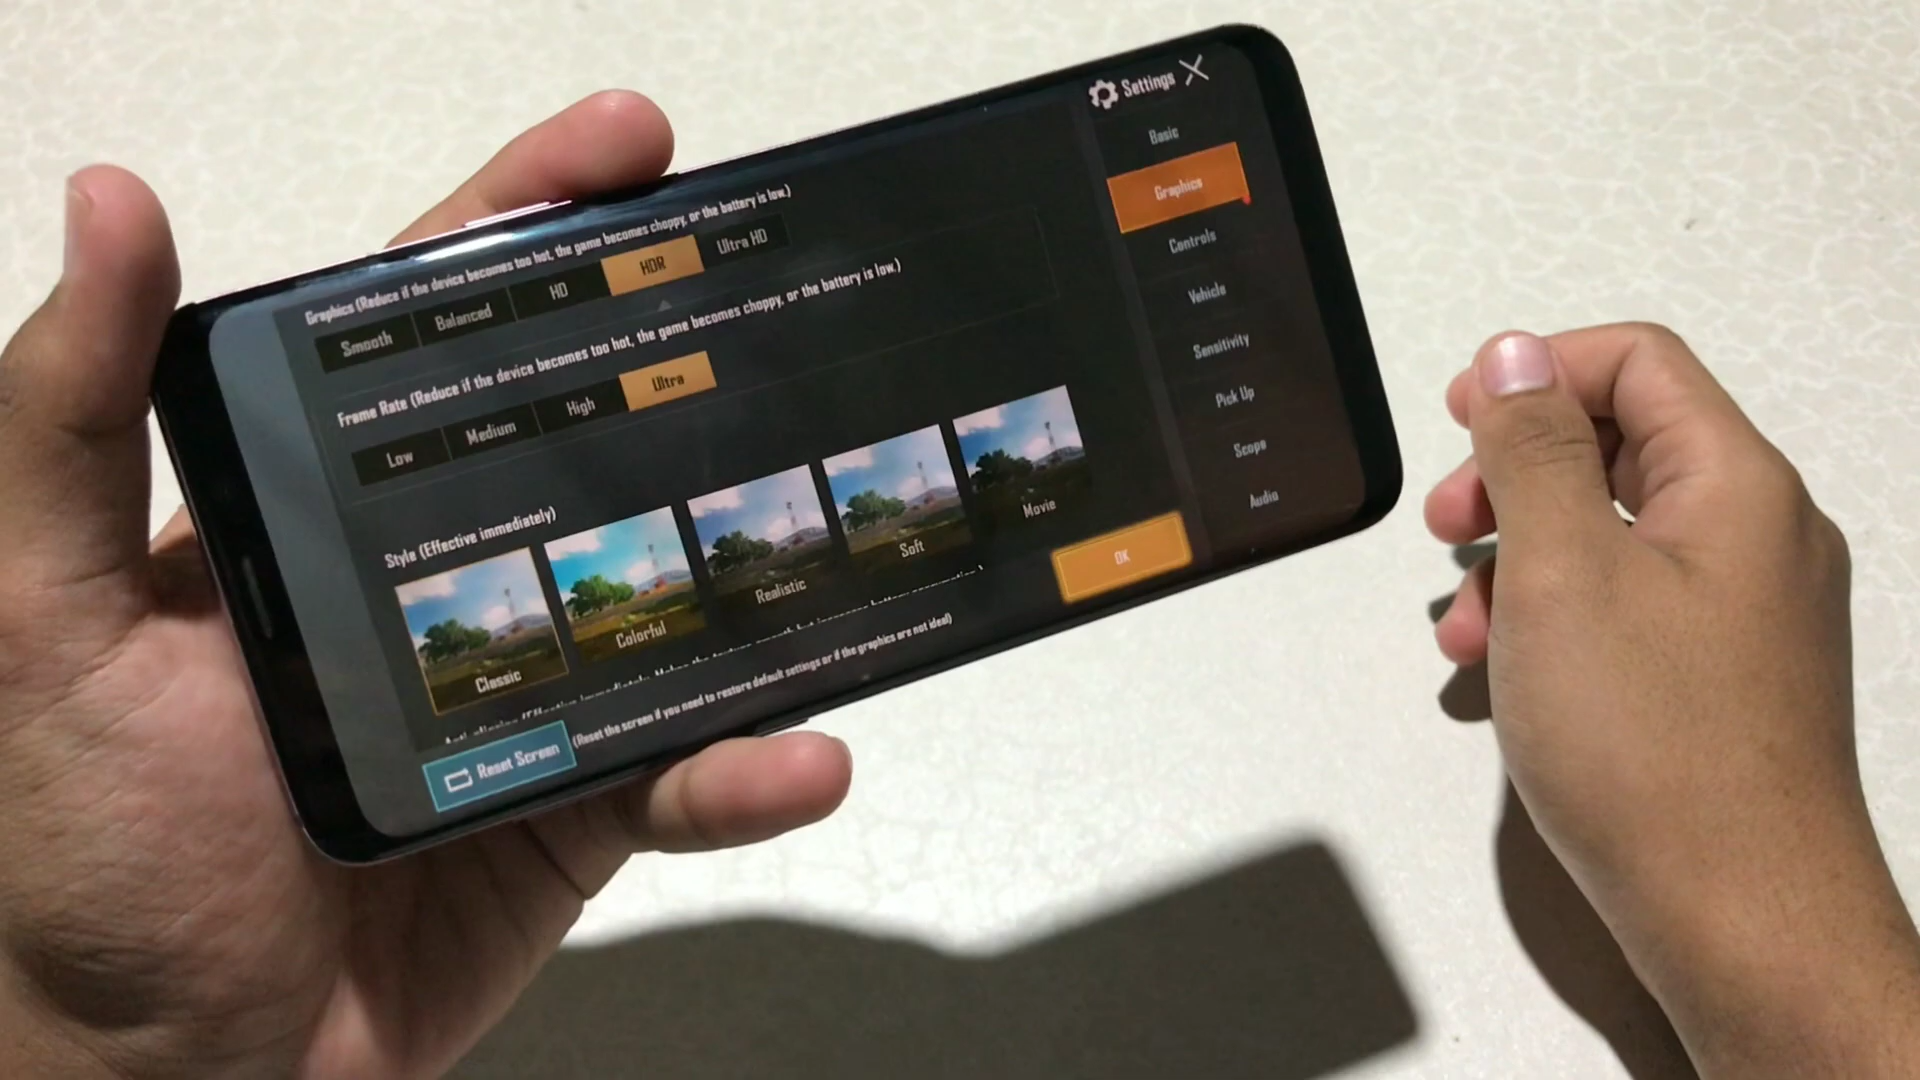 Settings
Basic
Graphics
Controls
Vehicle
Sensitivity
Pick Up
Scope
Audio
Graphics (Reduce if the device becomes too hot, the game becomes choppy, or the battery is low.)
Smooth Balanced HD HDR Ultra HD
Frame Rate (Reduce if the device becomes too hot, the game becomes choppy, or the battery is low.)
Low Medium High Ultra
Style (Effective immediately)
Classic Colorful Realistic Soft Movie
OK
Reset Screen (Reset the screen if you need to restore default settings or if the graphics are not ideal)